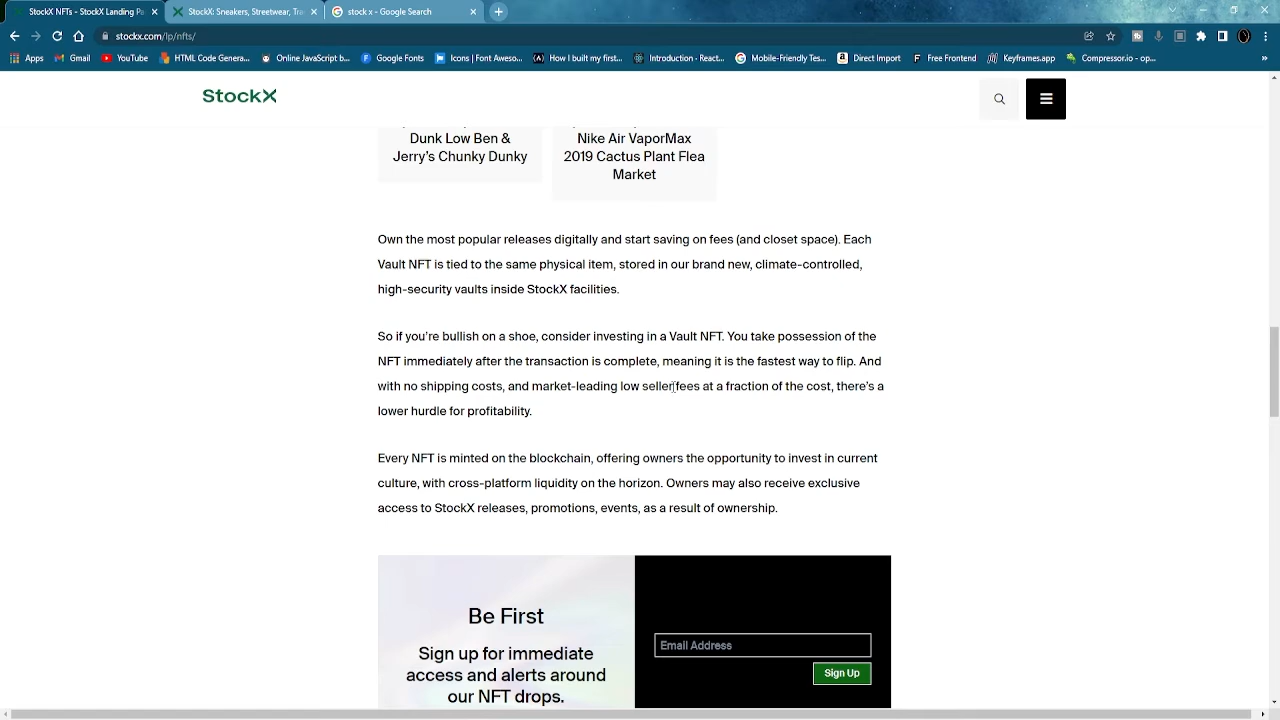 StockX NFTs - StockX Landing Pa
StockX: Sneakers, Streetwear, Tra
stock x - Google Search
stockx.com/lp/nfts/
Apps
Gmail
YouTube
HTML Code Genera...
Online JavaScript b...
Google Fonts
Icons | Font Aweso...
How I built my first...
Introduction - React...
Mobile-Friendly Tes...
Direct Import
Free Frontend
Keyframes.app
Compressor.io - op...
StockX
Dunk Low Ben &
Jerry's Chunky Dunky
Nike Air VaporMax
2019 Cactus Plant Flea
Market
Own the most popular releases digitally and start saving on fees (and closet space). Each
Vault NFT is tied to the same physical item, stored in our brand new, climate-controlled,
high-security vaults inside StockX facilities.
So if you're bullish on a shoe, consider investing in a Vault NFT. You take possession of the
NFT immediately after the transaction is complete, meaning it is the fastest way to flip. And
with no shipping costs, and market-leading low seller fees at a fraction of the cost, there's a
lower hurdle for profitability.
Every NFT is minted on the blockchain, offering owners the opportunity to invest in current
culture, with cross-platform liquidity on the horizon. Owners may also receive exclusive
access to StockX releases, promotions, events, as a result of ownership.
Be First
Sign up for immediate
access and alerts around
our NFT drops.
Email Address
Sign Up